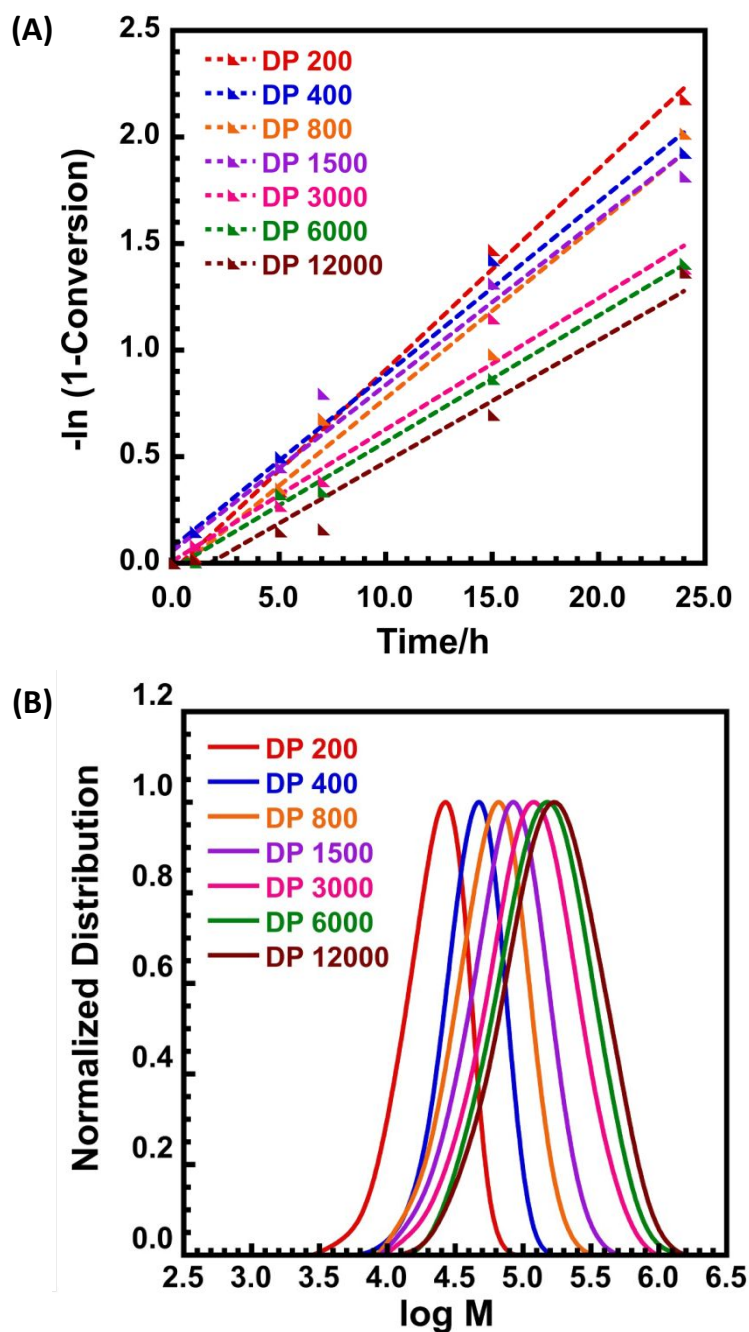 (A)
2.5
2.0
1.5
1.0
0.5
0.0
-ln (1-Conversion)
DP 200
DP 400
DP 800
DP 1500
DP 3000
DP 6000
DP 12000
0.0 5.0 10.0 15.0 20.0 25.0
Time/h
(B)
1.2
1.0
0.8
0.6
0.4
0.2
0.0
Normalized Distribution
DP 200
DP 400
DP 800
DP 1500
DP 3000
DP 6000
DP 12000
2.5 3.0 3.5 4.0 4.5 5.0 5.5 6.0 6.5
log M